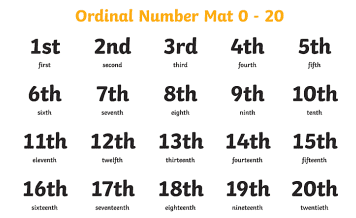 Ordinal Number Mat 0 - 20
1st 2nd 3rd 4th 5th
first second third fourth fifth
6th 7th 8th 9th 10th
sixth seventh eighth ninth tenth
11th 12th 13th 14th 15th
eleventh twelfth thirteenth fourteenth fifteenth
16th 17th 18th 19th 20th
sixteenth seventeenth eighteenth nineteenth twentieth